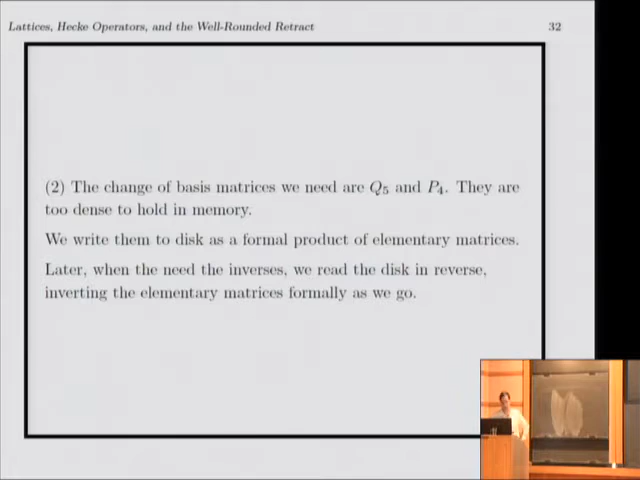 Lattices, Hecke Operators, and the Well-Rounded Retract 32
(2) The change of basis matrices we need are Q₅ and P₄. They are
too dense to hold in memory.
We write them to disk as a formal product of elementary matrices.
Later, when the need the inverses, we read the disk in reverse,
inverting the elementary matrices formally as we go.